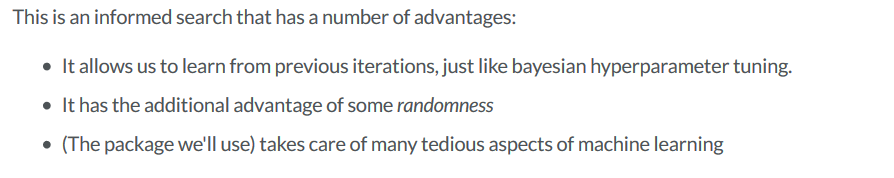 This is an informed search that has a number of advantages:
• It allows us to learn from previous iterations, just like bayesian hyperparameter tuning.
• It has the additional advantage of some randomness
• (The package we'll use) takes care of many tedious aspects of machine learning